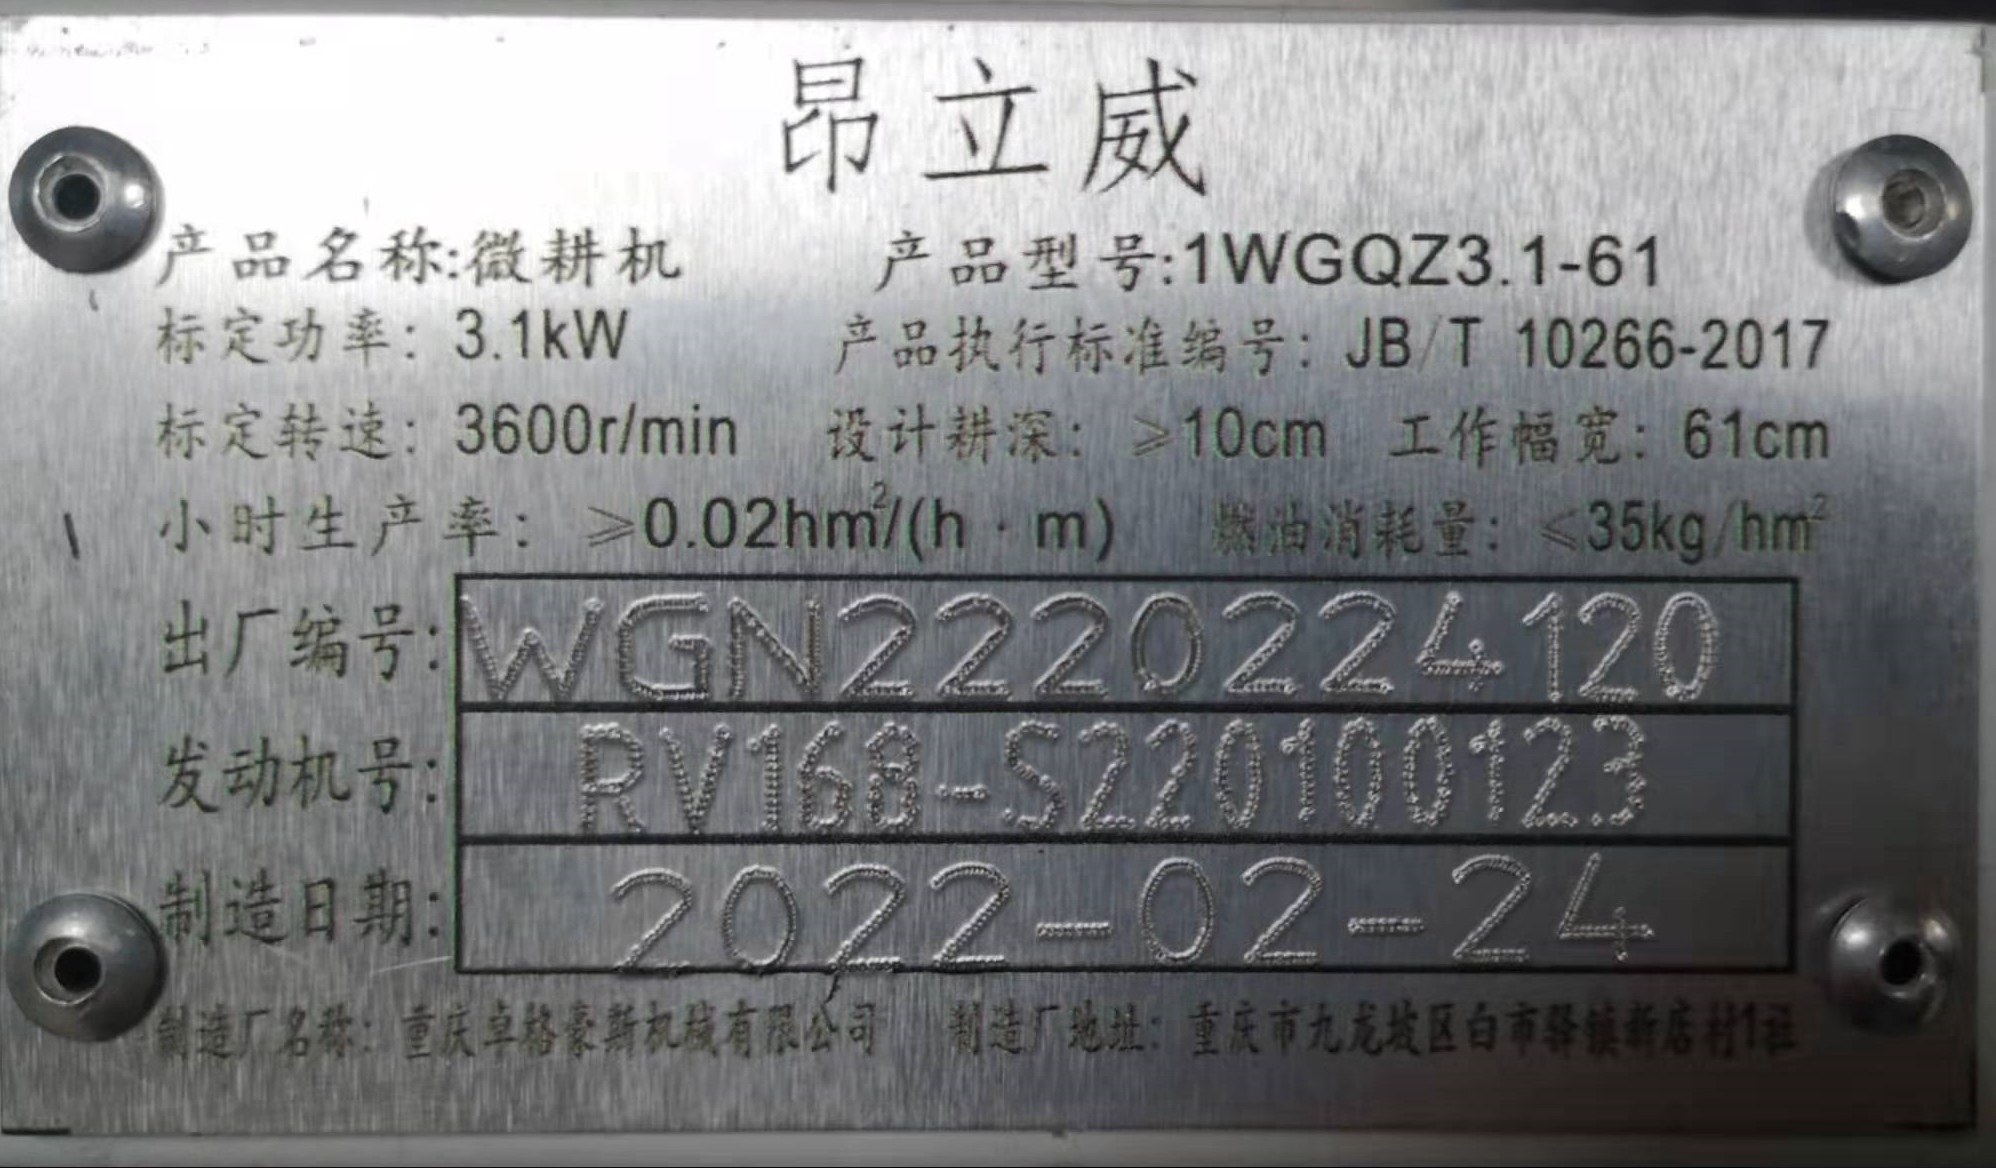 昂立威
产品名称:微耕机 产品型号:1WGQZ3.1-61
标定功率: 3.1kW 产品执行标准编号: JB/T 10266-2017
标定转速: 3600r/min 设计耕深: ≥10cm 工作幅宽: 61cm
小时生产率: ≥0.02hm²/(h·m) 燃油消耗量: ≤35kg/hm²
出厂编号: WGN2220224120
发动机号: RV168-S220100123
制造日期: 2022-02-24
制造厂名称: 重庆卓格豪斯机械有限公司 制造厂地址: 重庆市九龙坡区白市驿镇新店村1社